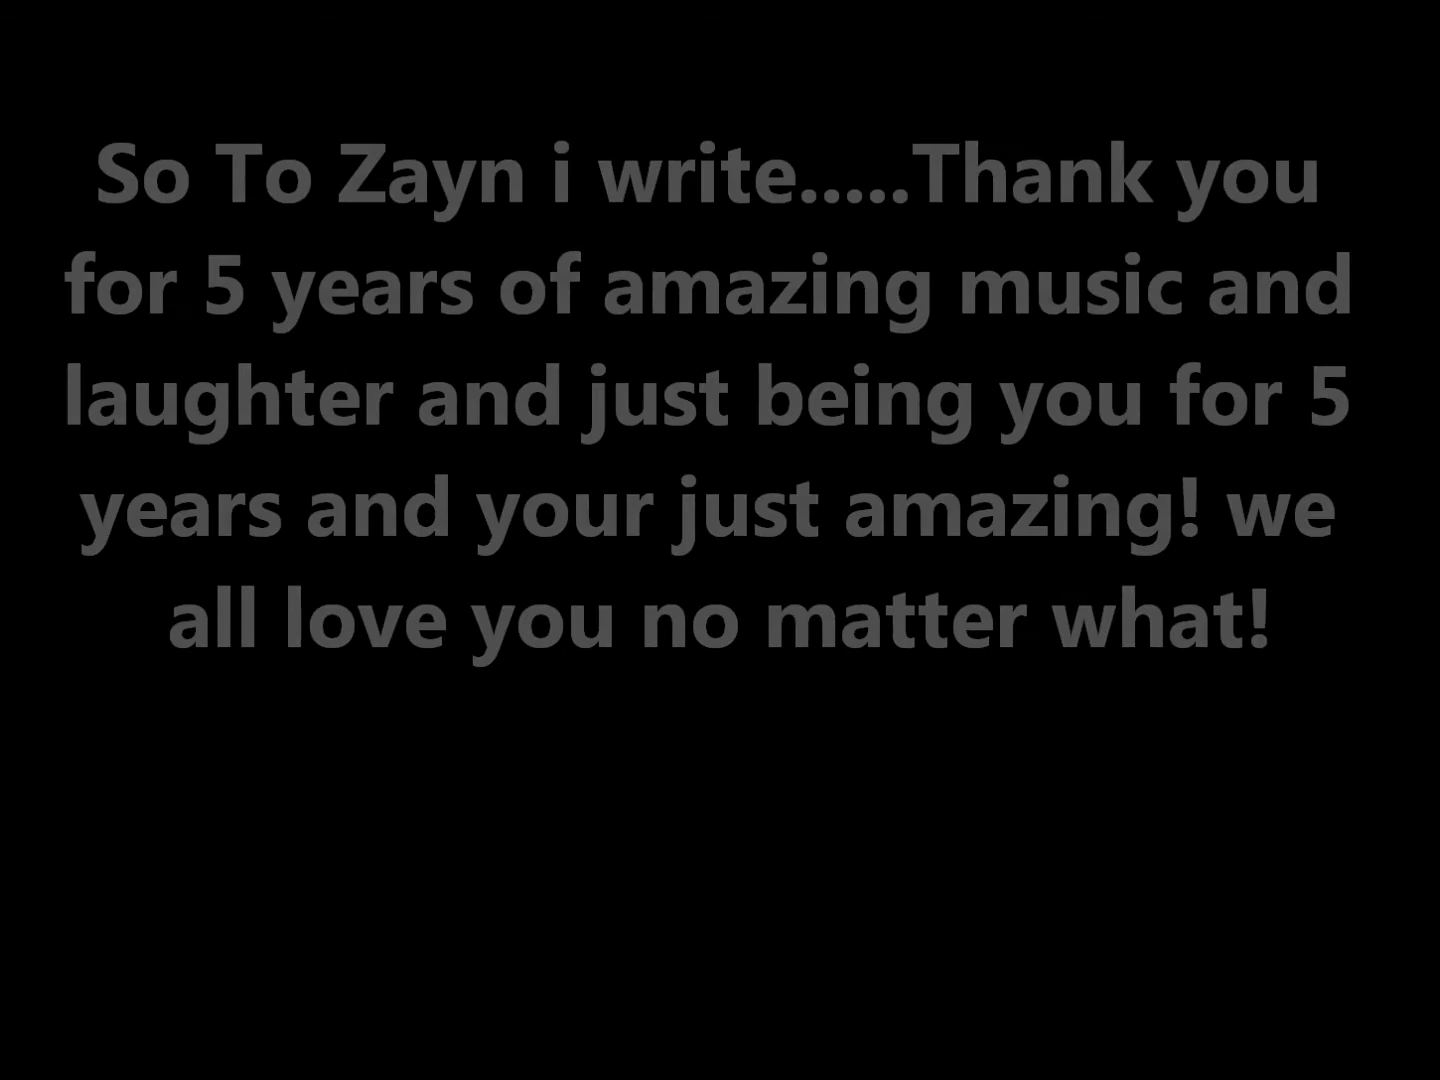 So To Zayn i write.....Thank you
for 5 years of amazing music and
laughter and just being you for 5
years and your just amazing! we
all love you no matter what!